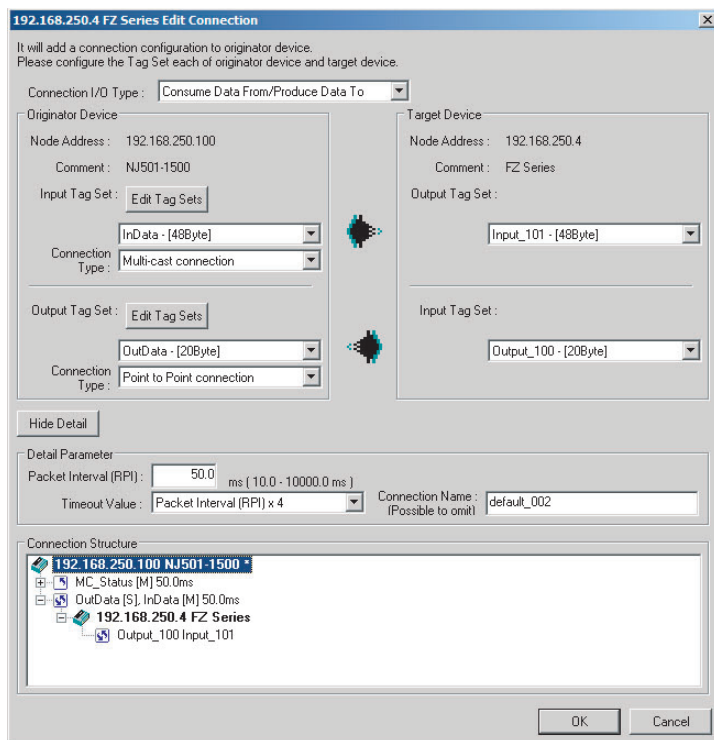 192.168.250.4 FZ Series Edit Connection
It will add a connection configuration to originator device.
Please configure the Tag Set each of originator device and target device.
Connection I/O Type : Consume Data From/Produce Data To
Originator Device
Node Address : 192.168.250.100
Comment : NJ501-1500
Input Tag Set : Edit Tag Sets
InData - [48Byte]
Connection Type : Multi-cast connection
Output Tag Set : Edit Tag Sets
OutData - [20Byte]
Connection Type : Point to Point connection
Target Device
Node Address : 192.168.250.4
Comment : FZ Series
Output Tag Set :
Input_101 - [48Byte]
Input Tag Set :
Output_100 - [20Byte]
Hide Detail
Detail Parameter
Packet Interval (RPI) : 50.0 ms ( 10.0 - 10000.0 ms )
Timeout Value : Packet Interval (RPI) x 4
Connection Name : default_002
(Possible to omit)
Connection Structure
192.168.250.100 NJ501-1500 *
MC_Status [M] 50.0ms
OutData [S], InData [M] 50.0ms
192.168.250.4 FZ Series
Output_100 Input_101
OK Cancel